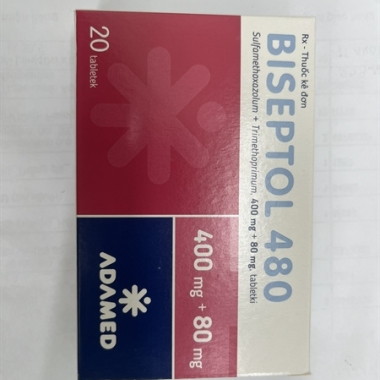 Rx - Thuốc kê đơn
BISEPTOL 480
Sulfamethoxazolum + Trimethoprimum, 400 mg + 80 mg, tabletki
20 tabletek
400 mg + 80 mg
ADAMED